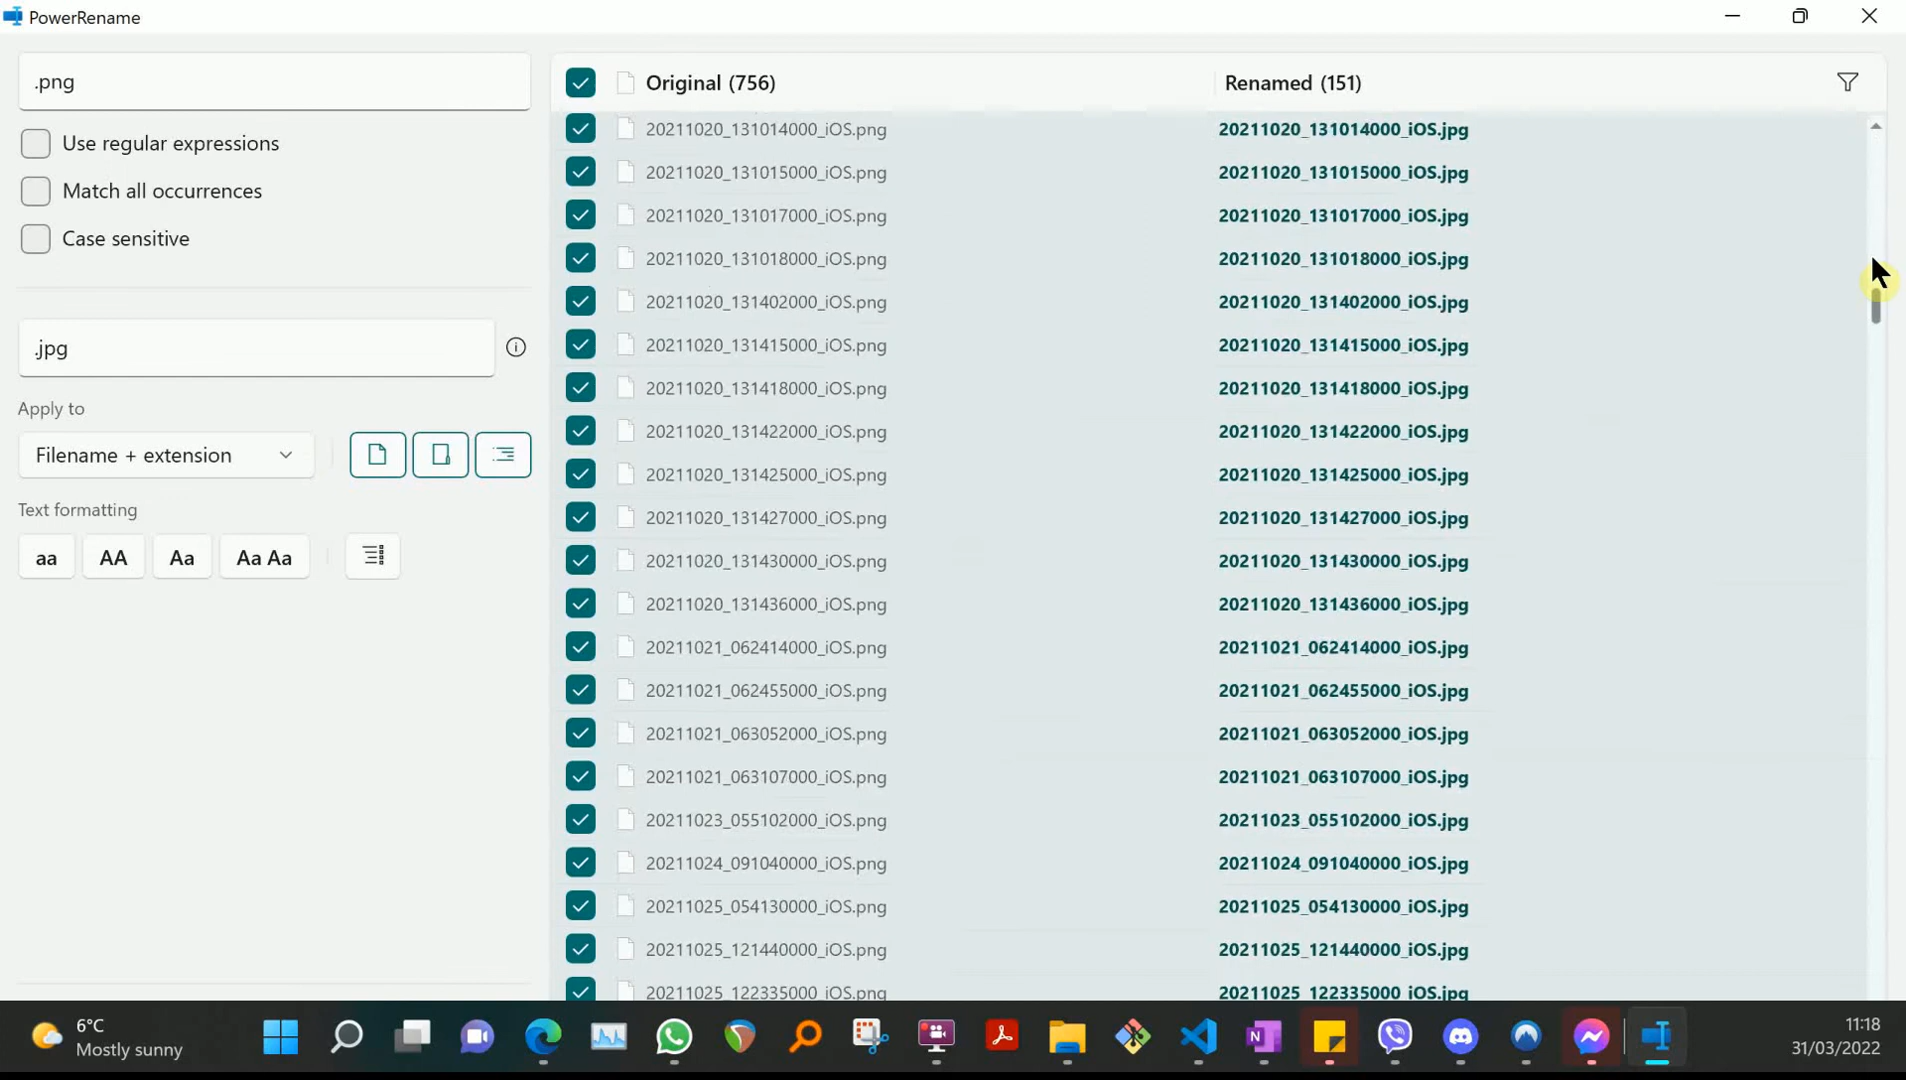 PowerRename
.png
Use regular expressions
Match all occurrences
Case sensitive
.jpg
Apply to
Filename + extension
Text formatting
aa AA Aa Aa Aa
Original (756) Renamed (151)
20211020_131014000_iOS.png 20211020_131014000_iOS.jpg
20211020_131015000_iOS.png 20211020_131015000_iOS.jpg
20211020_131017000_iOS.png 20211020_131017000_iOS.jpg
20211020_131018000_iOS.png 20211020_131018000_iOS.jpg
20211020_131402000_iOS.png 20211020_131402000_iOS.jpg
20211020_131415000_iOS.png 20211020_131415000_iOS.jpg
20211020_131418000_iOS.png 20211020_131418000_iOS.jpg
20211020_131422000_iOS.png 20211020_131422000_iOS.jpg
20211020_131425000_iOS.png 20211020_131425000_iOS.jpg
20211020_131427000_iOS.png 20211020_131427000_iOS.jpg
20211020_131430000_iOS.png 20211020_131430000_iOS.jpg
20211020_131436000_iOS.png 20211020_131436000_iOS.jpg
20211021_062414000_iOS.png 20211021_062414000_iOS.jpg
20211021_062455000_iOS.png 20211021_062455000_iOS.jpg
20211021_063052000_iOS.png 20211021_063052000_iOS.jpg
20211021_063107000_iOS.png 20211021_063107000_iOS.jpg
20211023_055102000_iOS.png 20211023_055102000_iOS.jpg
20211024_091040000_iOS.png 20211024_091040000_iOS.jpg
20211025_054130000_iOS.png 20211025_054130000_iOS.jpg
20211025_121440000_iOS.png 20211025_121440000_iOS.jpg
20211025_122335000_iOS.png 20211025_122335000_iOS.jpg
6°C
Mostly sunny
11:18
31/03/2022